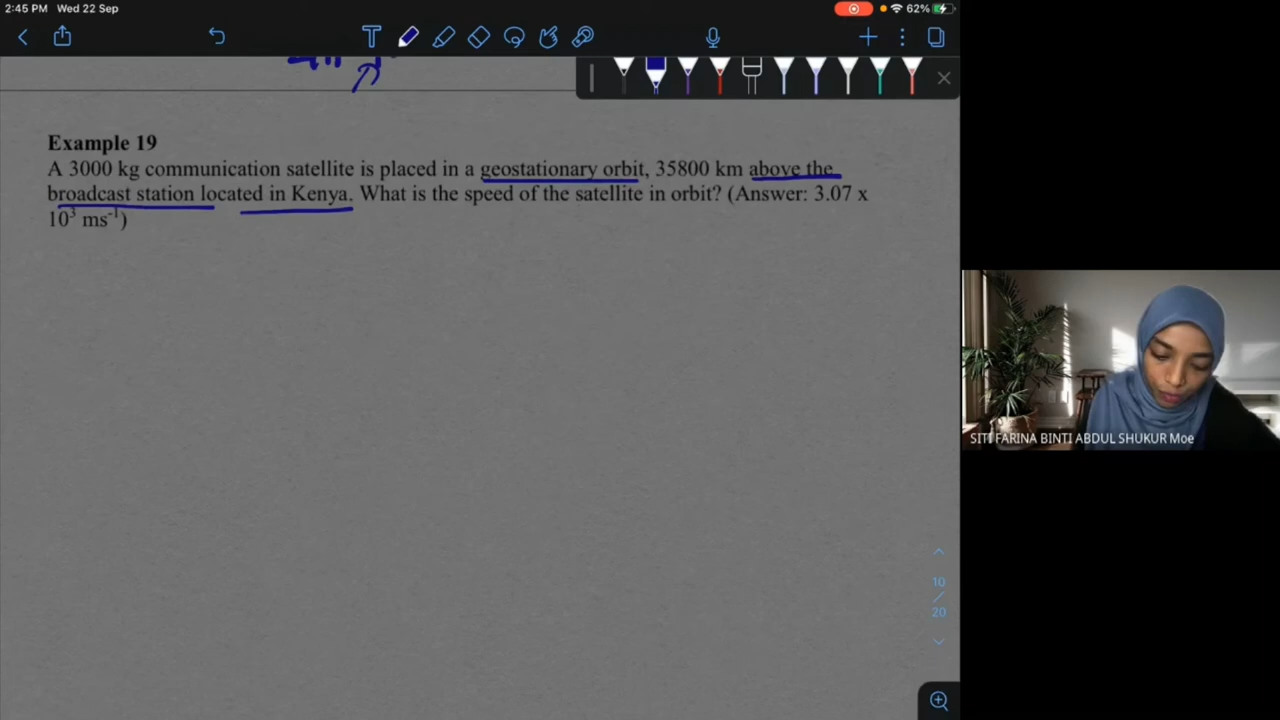 2:45 PM Wed 22 Sep
62%
T
Example 19
A 3000 kg communication satellite is placed in a geostationary orbit, 35800 km above the
broadcast station located in Kenya. What is the speed of the satellite in orbit? (Answer: 3.07 x
10³ ms⁻¹)
SITI FARINA BINTI ABDUL SHUKUR Moe
10
/
20